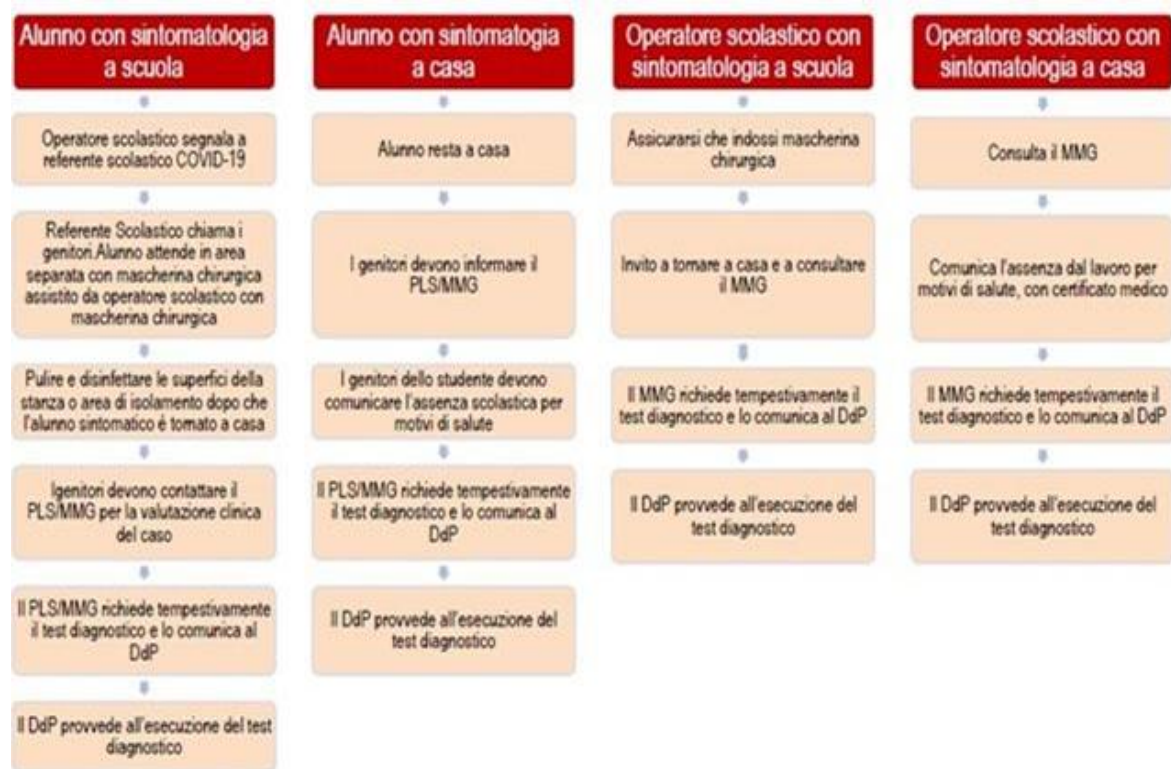 Alunno con sintomatologia
a scuola
Operatore scolastico segnala a
referente scolastico COVID-19
Referente Scolastico chiama i
genitori.Alunno attende in area
separata con mascherina chirurgica
assistito da operatore scolastico con
mascherina chirurgica
Pulire e disinfettare le superfici della
stanza o area di isolamento dopo che
l'alunno sintomatico é tornato a casa
Igenitori devono contattare il
PLS/MMG per la valutazione clinica
del caso
Il PLS/MMG richiede tempestivamente
il test diagnostico e lo comunica al
DdP
Il DdP provvede all'esecuzione del test
diagnostico
Alunno con sintomatogia
a casa
Alunno resta a casa
I genitori devono informare il
PLS/MMG
I genitori dello studente devono
comunicare l'assenza scolastica per
motivi di salute
Il PLS/MMG richiede tempestivamente
il test diagnostico e lo comunica al
DdP
Il DdP provvede all'esecuzione del
test diagnostico
Operatore scolastico con
sintomatologia a scuola
Assicurarsi che indossi mascherina
chirurgica
Invito a tornare a casa e a consultare
il MMG
Il MMG richiede tempestivamente il
test diagnostico e lo comunica al DdP
Il DdP provvede all'esecuzione del
test diagnostico
Operatore scolastico con
sintomatologia a casa
Consulta il MMG
Comunica l'assenza dal lavoro per
motivi di salute, con certificato medico
Il MMG richiede tempestivamente il
test diagnostico e lo comunica al DdP
Il DdP provvede all'esecuzione del
test diagnostico